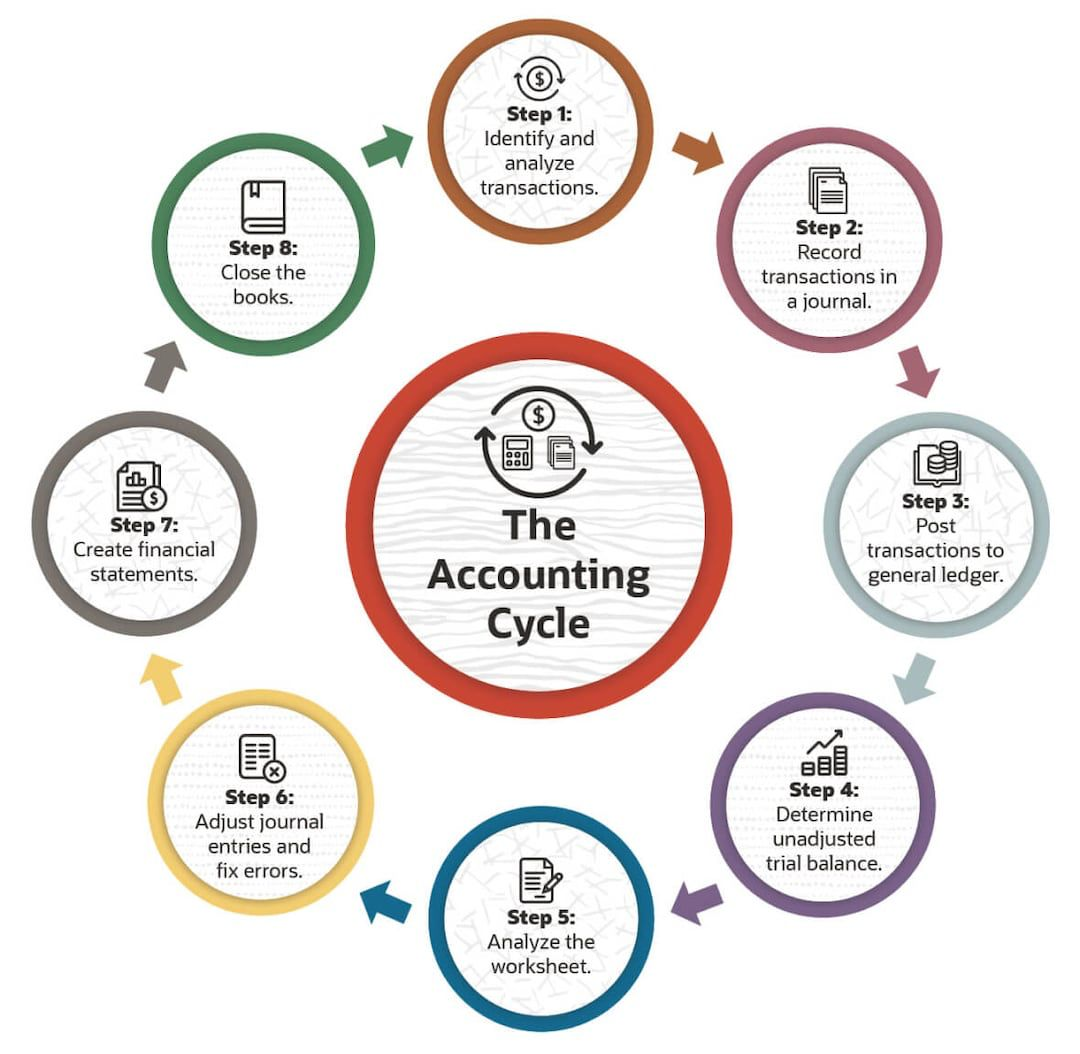 Step 1:
Identify and
analyze
transactions.
Step 2:
Record
transactions in
a journal.
Step 3:
Post
transactions to
general ledger.
Step 4:
Determine
unadjusted
trial balance.
Step 5:
Analyze the
worksheet.
Step 6:
Adjust journal
entries and
fix errors.
Step 7:
Create financial
statements.
Step 8:
Close the
books.
The
Accounting
Cycle